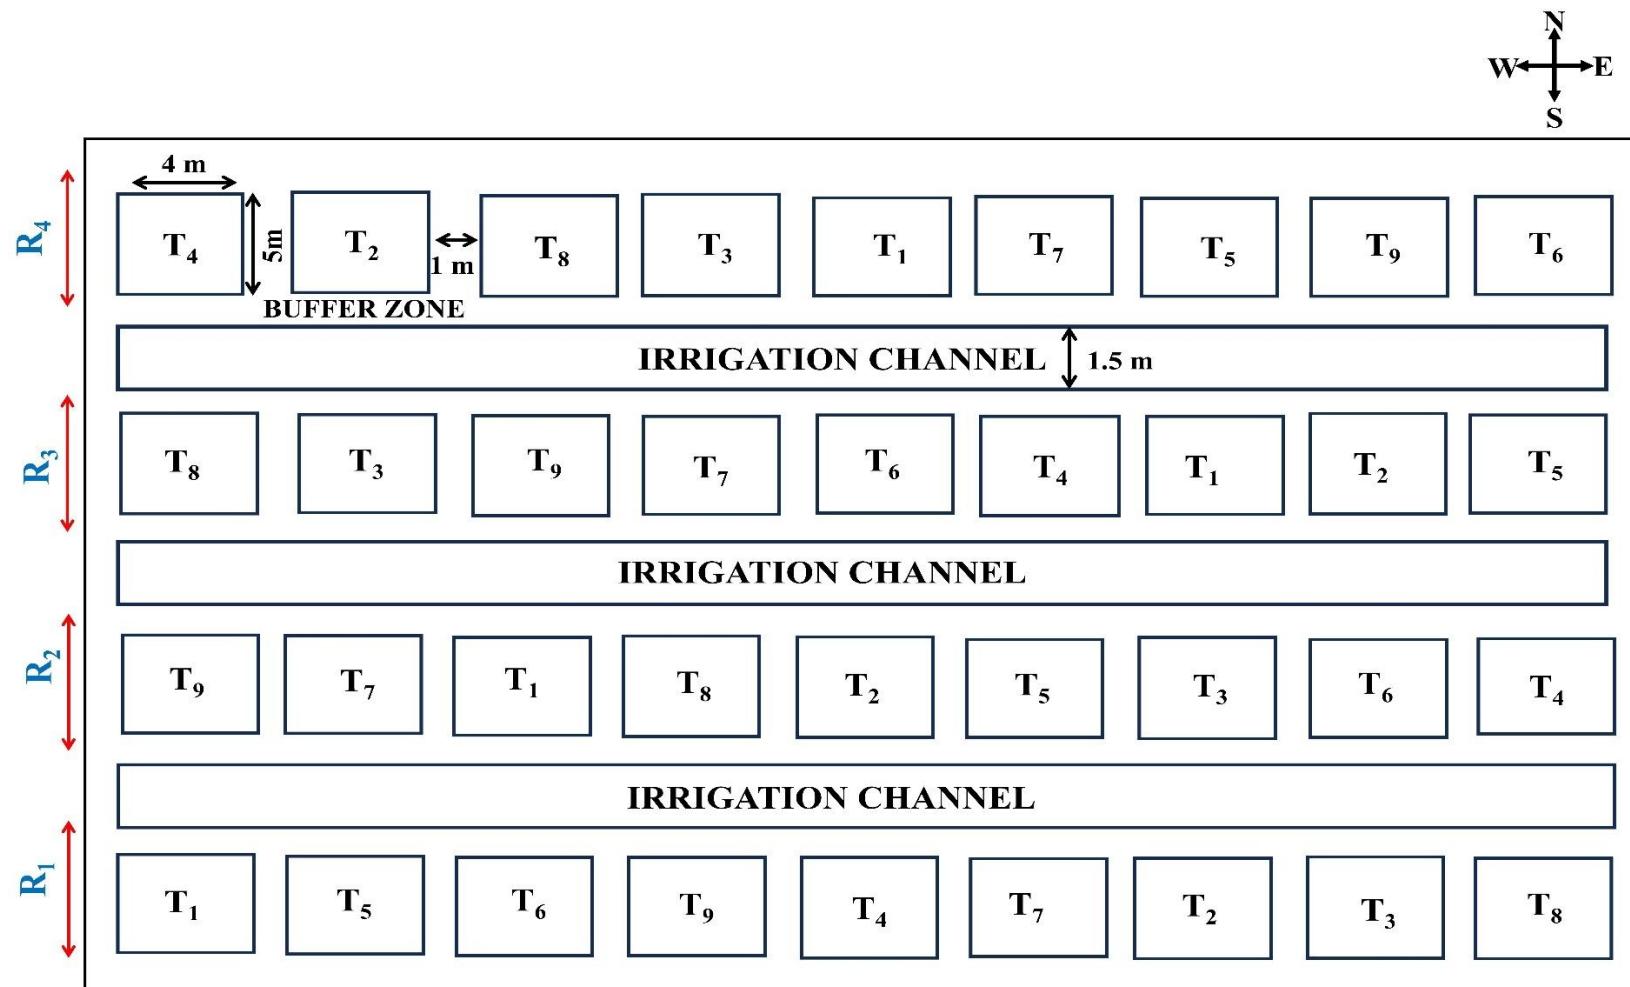 N
W E
S
4 m
R4 T4 5m T2 1 m T8 T3 T1 T7 T5 T9 T6
BUFFER ZONE
IRRIGATION CHANNEL 1.5 m
R3 T8 T3 T9 T7 T6 T4 T1 T2 T5
IRRIGATION CHANNEL
R2 T9 T7 T1 T8 T2 T5 T3 T6 T4
IRRIGATION CHANNEL
R1 T1 T5 T6 T9 T4 T7 T2 T3 T8